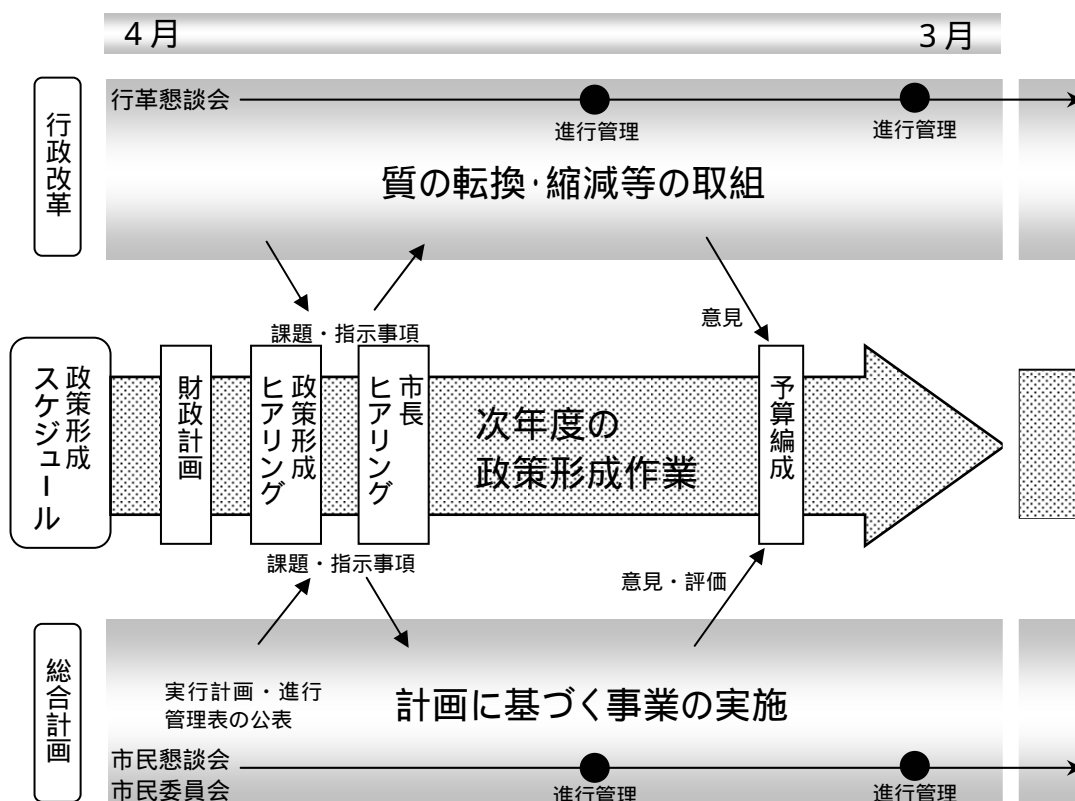 4月
3月
行政改革
行革懇談会
進行管理
進行管理
質の転換・縮減等の取組
課題・指示事項
意見
政策形成
スケジュール
財政計画
政策形成
ヒアリング
市長
ヒアリング
次年度の
政策形成作業
予算編成
課題・指示事項
意見・評価
総合計画
実行計画・進行
管理表の公表
計画に基づく事業の実施
市民懇談会
市民委員会
進行管理
進行管理